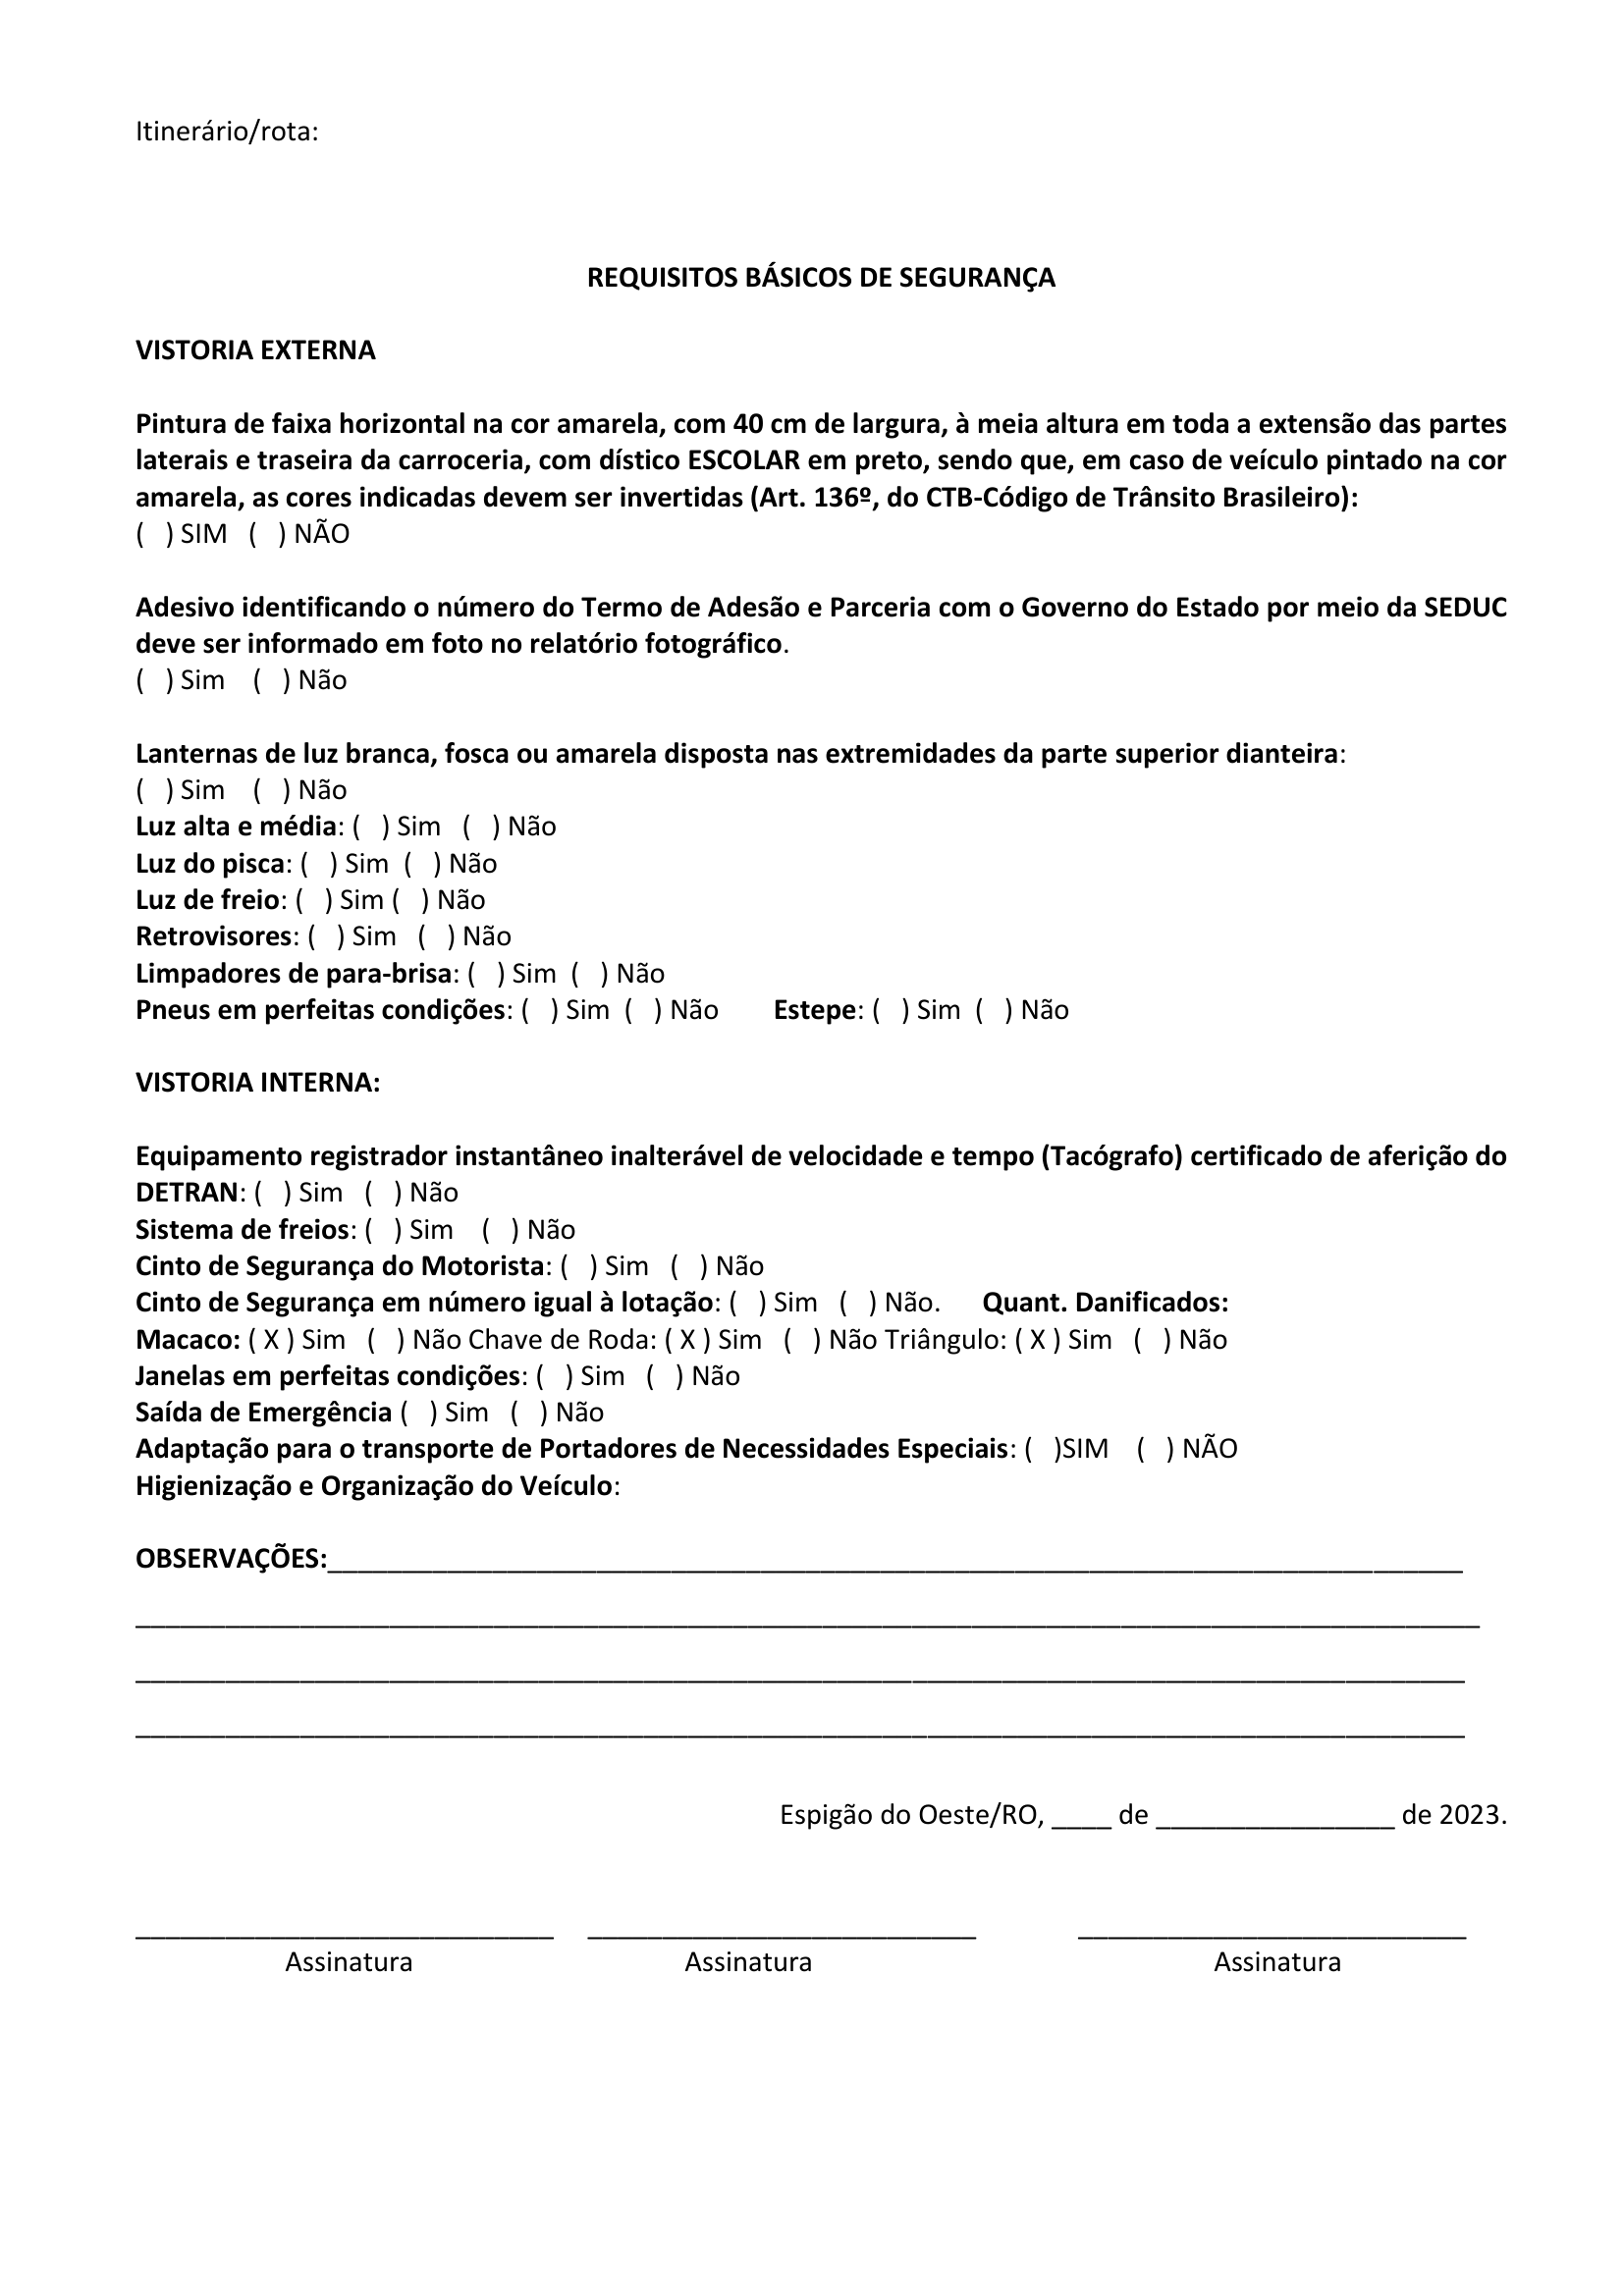 Itinerário/rota:
REQUISITOS BÁSICOS DE SEGURANÇA
VISTORIA EXTERNA
Pintura de faixa horizontal na cor amarela, com 40 cm de largura, à meia altura em toda a extensão das partes
laterais e traseira da carroceria, com dístico ESCOLAR em preto, sendo que, em caso de veículo pintado na cor
amarela, as cores indicadas devem ser invertidas (Art. 136º, do CTB-Código de Trânsito Brasileiro):
(   ) SIM   (   ) NÃO
Adesivo identificando o número do Termo de Adesão e Parceria com o Governo do Estado por meio da SEDUC
deve ser informado em foto no relatório fotográfico.
(   ) Sim    (   ) Não
Lanternas de luz branca, fosca ou amarela disposta nas extremidades da parte superior dianteira:
(   ) Sim    (   ) Não
Luz alta e média: (   ) Sim   (   ) Não
Luz do pisca: (   ) Sim  (   ) Não
Luz de freio: (   ) Sim (   ) Não
Retrovisores: (   ) Sim   (   ) Não
Limpadores de para-brisa: (   ) Sim  (   ) Não
Pneus em perfeitas condições: (   ) Sim  (   ) Não       Estepe: (   ) Sim  (   ) Não
VISTORIA INTERNA:
Equipamento registrador instantâneo inalterável de velocidade e tempo (Tacógrafo) certificado de aferição do
DETRAN: (   ) Sim   (   ) Não
Sistema de freios: (   ) Sim    (   ) Não
Cinto de Segurança do Motorista: (   ) Sim   (   ) Não
Cinto de Segurança em número igual à lotação: (   ) Sim   (   ) Não.     Quant. Danificados:
Macaco: ( X ) Sim   (   ) Não Chave de Roda: ( X ) Sim   (   ) Não Triângulo: ( X ) Sim   (   ) Não
Janelas em perfeitas condições: (   ) Sim   (   ) Não
Saída de Emergência (   ) Sim   (   ) Não
Adaptação para o transporte de Portadores de Necessidades Especiais: (   )SIM    (   ) NÃO
Higienização e Organização do Veículo:
OBSERVAÇÕES:____________________________________________________________________________
__________________________________________________________________________________________
_________________________________________________________________________________________
_________________________________________________________________________________________
Espigão do Oeste/RO, ____ de ________________ de 2023.
____________________________   __________________________   __________________________
Assinatura   Assinatura   Assinatura